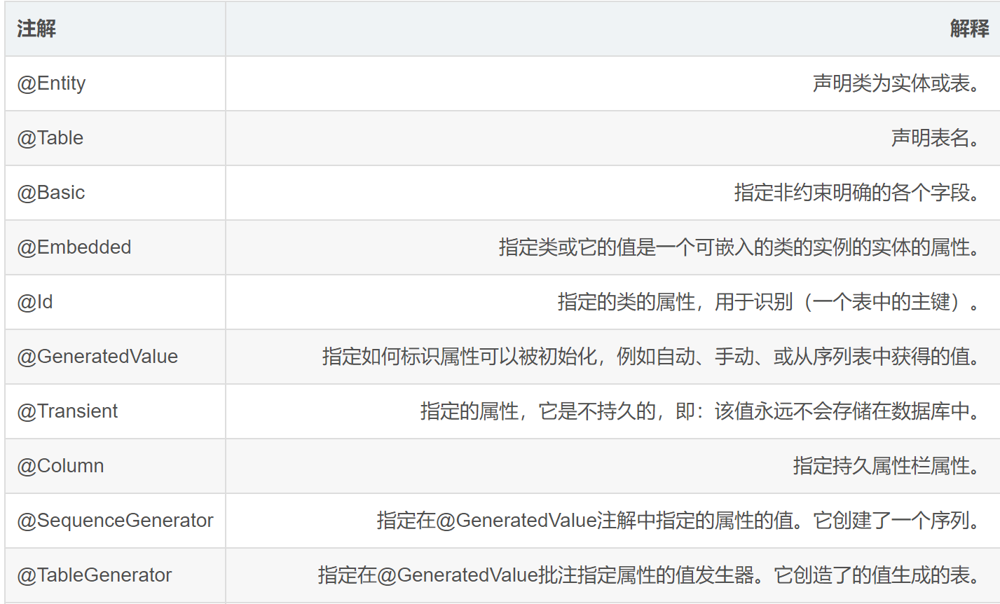 注解 解释
@Entity 声明类为实体或表。
@Table 声明表名。
@Basic 指定非约束明确的各个字段。
@Embedded 指定类或它的值是一个可嵌入的类的实例的实体的属性。
@Id 指定的类的属性，用于识别（一个表中的主键）。
@GeneratedValue 指定如何标识属性可以被初始化，例如自动、手动、或从序列表中获得的值。
@Transient 指定的属性，它是不持久的，即：该值永远不会存储在数据库中。
@Column 指定持久属性栏属性。
@SequenceGenerator 指定在@GeneratedValue注解中指定的属性的值。它创建了一个序列。
@TableGenerator 指定在@GeneratedValue批注指定属性的值发生器。它创造了的值生成的表。